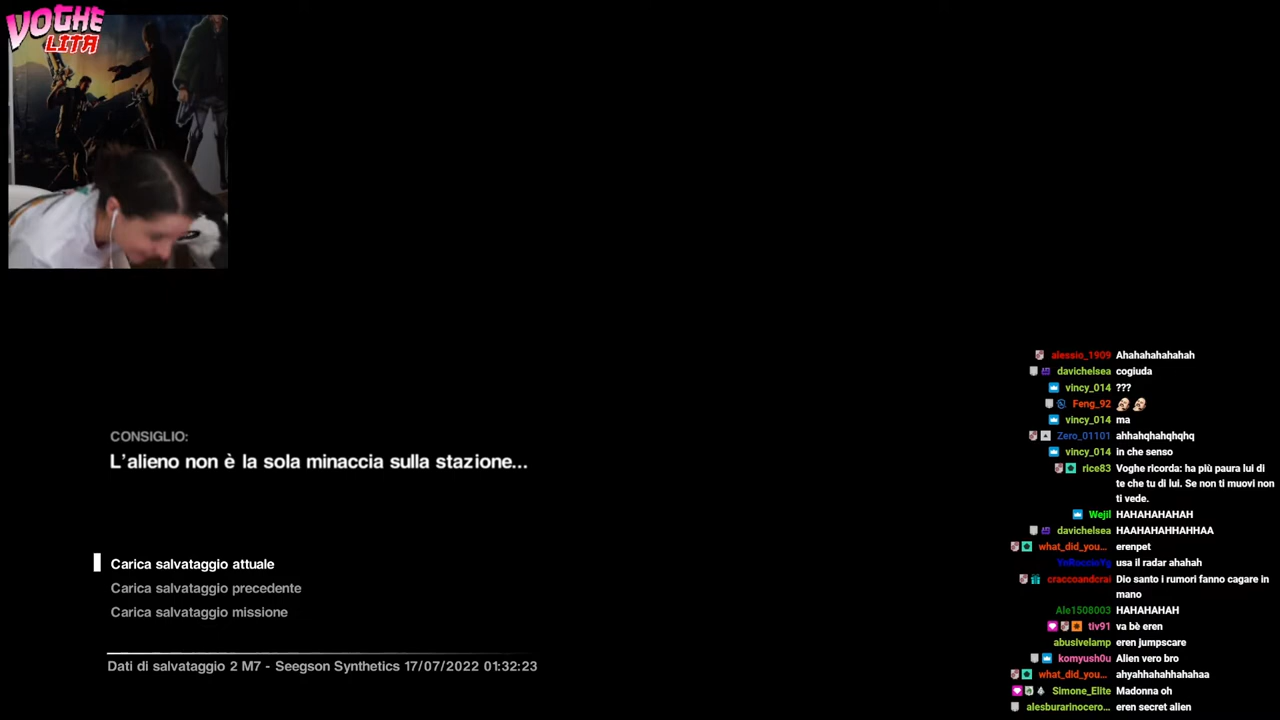 VOGHE
LITA
alessio_1909 Ahahahahahahah
davichelsea cogiuda
vincy_014 ???
Feng_92
vincy_014 ma
Zero_01101 ahhahqhahqhqhq
vincy_014 in che senso
rice83 Voghe ricorda: ha più paura lui di
te che tu di lui. Se non ti muovi non
ti vede.
Wejil HAHAHAHAHAH
davichelsea HAAHAHAHHAHHAA
what_did_you... erenpet
usa il radar ahahah
craccoandcrai Dio santo i rumori fanno cagare in
mano
Ale1508003 HAHAHAHAH
tiv91 va bè eren
abusivelamp eren jumpscare
komyush0u Alien vero bro
what_did_you... ahyahhahahhahahaa
Simone_Elite Madonna oh
alesburarinocero... eren secret alien
CONSIGLIO:
L'alieno non è la sola minaccia sulla stazione...
Carica salvataggio attuale
Carica salvataggio precedente
Carica salvataggio missione
Dati di salvataggio 2 M7 - Seegson Synthetics 17/07/2022 01:32:23